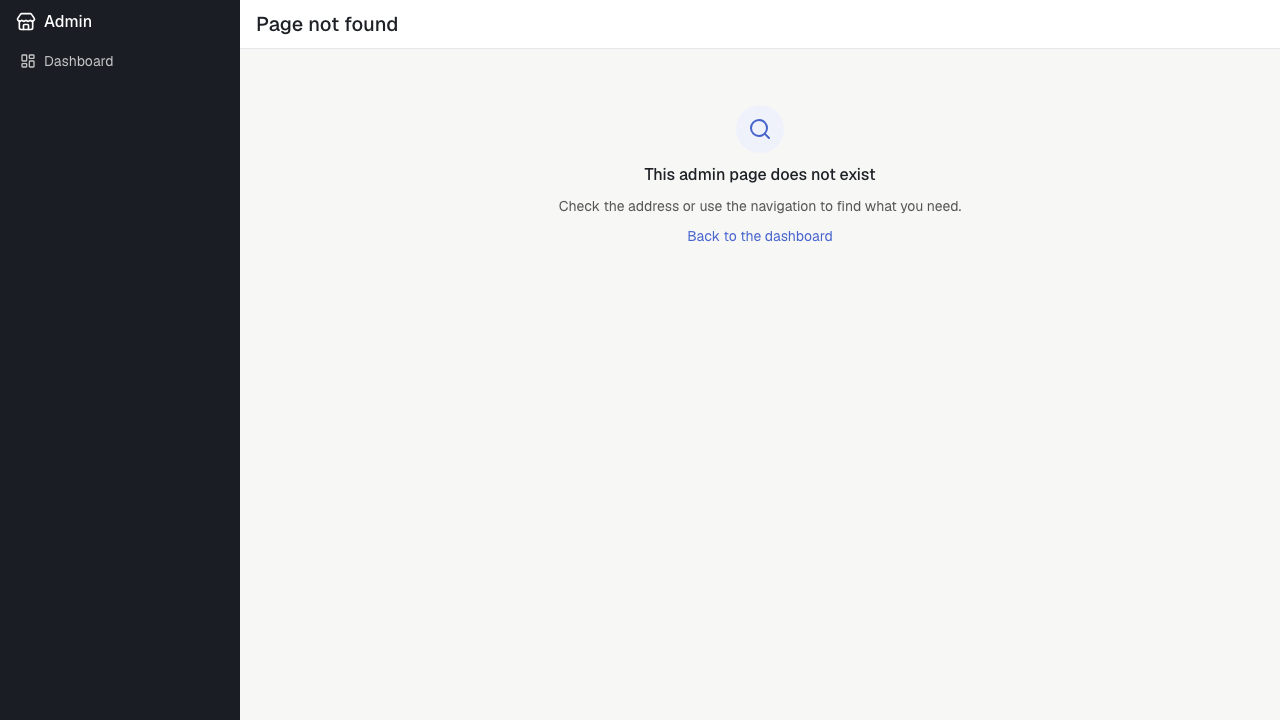 Admin
Dashboard
Page not found
This admin page does not exist
Check the address or use the navigation to find what you need.
Back to the dashboard